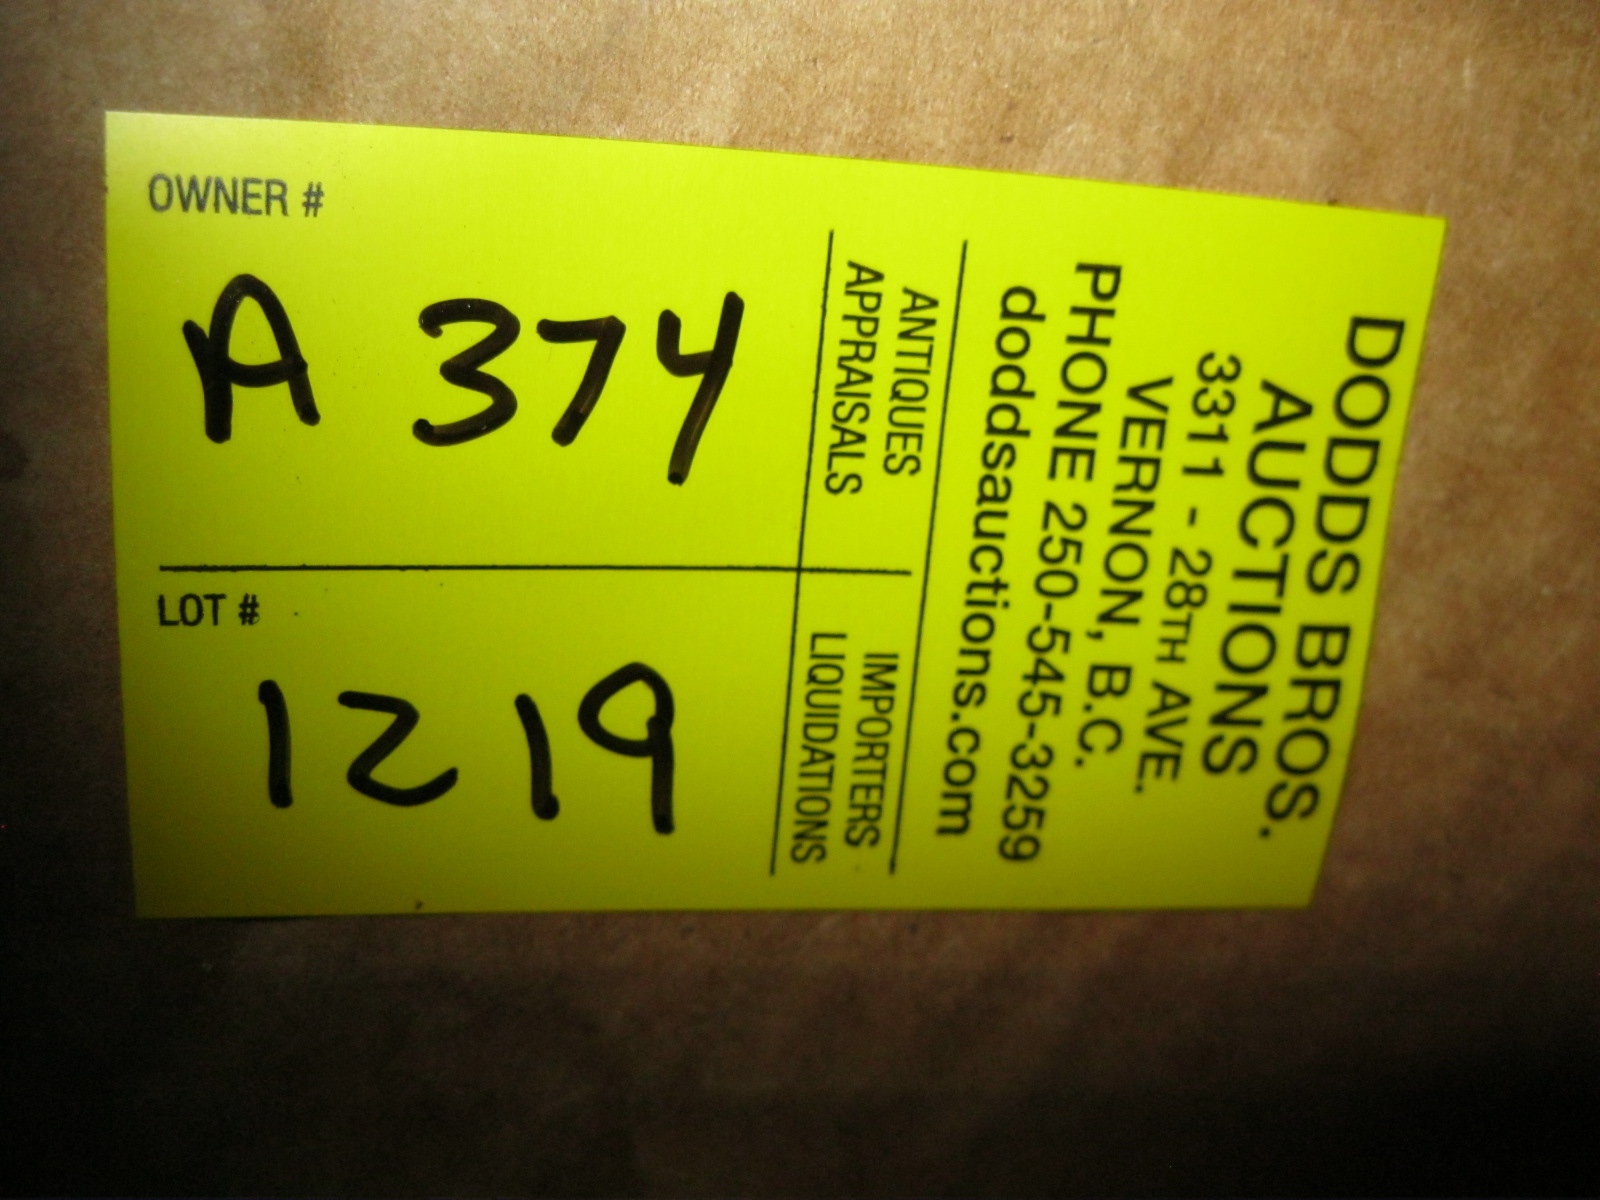 DODDS BROS.
AUCTIONS
3311 - 28TH AVE.
VERNON, B.C.
PHONE 250-545-3259
doddsauctions.com
ANTIQUES
APPRAISALS
IMPORTERS
LIQUIDATIONS
OWNER #
A 374
LOT #
1219